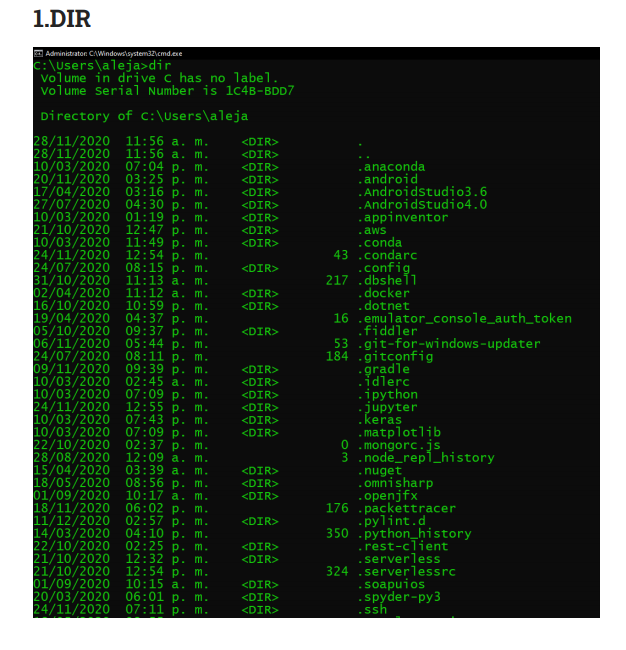 1.DIR
Administrator: C:\Windows\system32\cmd.exe
C:\Users\aleja>dir
Volume in drive C has no label.
Volume Serial Number is 1C4B-BDD7
Directory of C:\Users\aleja
28/11/2020 11:56 a. m. <DIR> .
28/11/2020 11:56 a. m. <DIR> ..
10/03/2020 07:04 p. m. <DIR> .anaconda
20/11/2020 03:25 p. m. <DIR> .android
17/04/2020 03:16 p. m. <DIR> .AndroidStudio3.6
27/07/2020 04:30 p. m. <DIR> .AndroidStudio4.0
10/03/2020 01:19 p. m. <DIR> .appinventor
21/10/2020 12:47 p. m. <DIR> .aws
10/03/2020 11:49 p. m. <DIR> .conda
24/11/2020 12:54 p. m. 43 .condarc
24/07/2020 08:15 p. m. <DIR> .config
31/10/2020 11:13 a. m. 217 .dbshell
02/04/2020 11:12 a. m. <DIR> .docker
16/10/2020 10:59 p. m. <DIR> .dotnet
19/04/2020 04:37 p. m. 16 .emulator_console_auth_token
05/10/2020 09:37 p. m. <DIR> .fiddler
06/11/2020 05:44 p. m. 53 .git-for-windows-updater
24/07/2020 08:11 p. m. 184 .gitconfig
09/11/2020 09:39 p. m. <DIR> .gradle
10/03/2020 02:45 a. m. <DIR> .idlerc
10/03/2020 07:09 p. m. <DIR> .ipython
24/11/2020 12:55 p. m. <DIR> .jupyter
10/03/2020 07:43 p. m. <DIR> .keras
10/03/2020 07:09 p. m. <DIR> .matplotlib
22/10/2020 02:37 p. m. 0 .mongorc.js
28/08/2020 12:09 a. m. 3 .node_repl_history
15/04/2020 03:39 a. m. <DIR> .nuget
18/05/2020 08:56 p. m. <DIR> .omnisharp
01/09/2020 10:17 a. m. <DIR> .openjfx
18/11/2020 06:02 p. m. 176 .packettracer
11/12/2020 02:57 p. m. <DIR> .pylint.d
14/03/2020 04:10 p. m. 350 .python_history
22/10/2020 02:25 p. m. <DIR> .rest-client
21/10/2020 12:32 p. m. <DIR> .serverless
21/10/2020 12:54 p. m. 324 .serverlessrc
01/09/2020 10:15 a. m. <DIR> .soapuios
20/03/2020 06:01 p. m. <DIR> .spyder-py3
24/11/2020 07:11 p. m. <DIR> .ssh